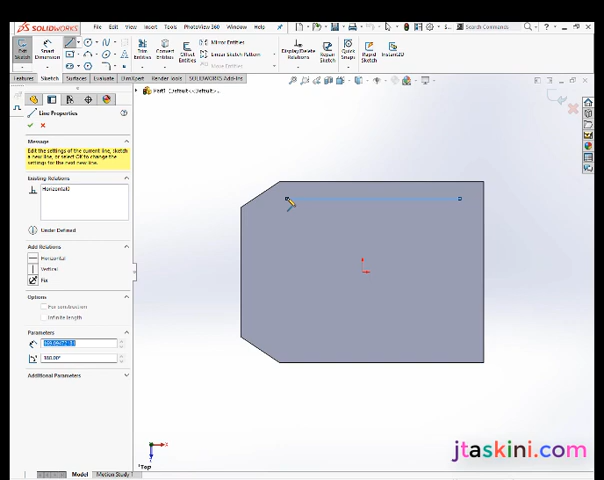 SOLIDWORKS File Edit View Insert Tools PhotoView 360 Window Help
Search Commands
Exit Sketch
Smart Dimension
Trim Entities
Convert Entities
Offset Entities
Mirror Entities
Linear Sketch Pattern
Move Entities
Display/Delete Relations
Repair Sketch
Quick Snaps
Rapid Sketch
Instant2D
Features Sketch Surfaces Evaluate DimXpert Render Tools SOLIDWORKS Add-Ins
Part1 (Default<<Default>...
Line Properties
Message
Edit the settings of the current line, sketch a new line, or select OK to change the settings for the next new line.
Existing Relations
Horizontal0
Under Defined
Add Relations
Horizontal
Vertical
Fix
Options
For construction
Infinite length
Parameters
180.00°
Additional Parameters
*Top
Model Motion Study 1
jtaskini.com